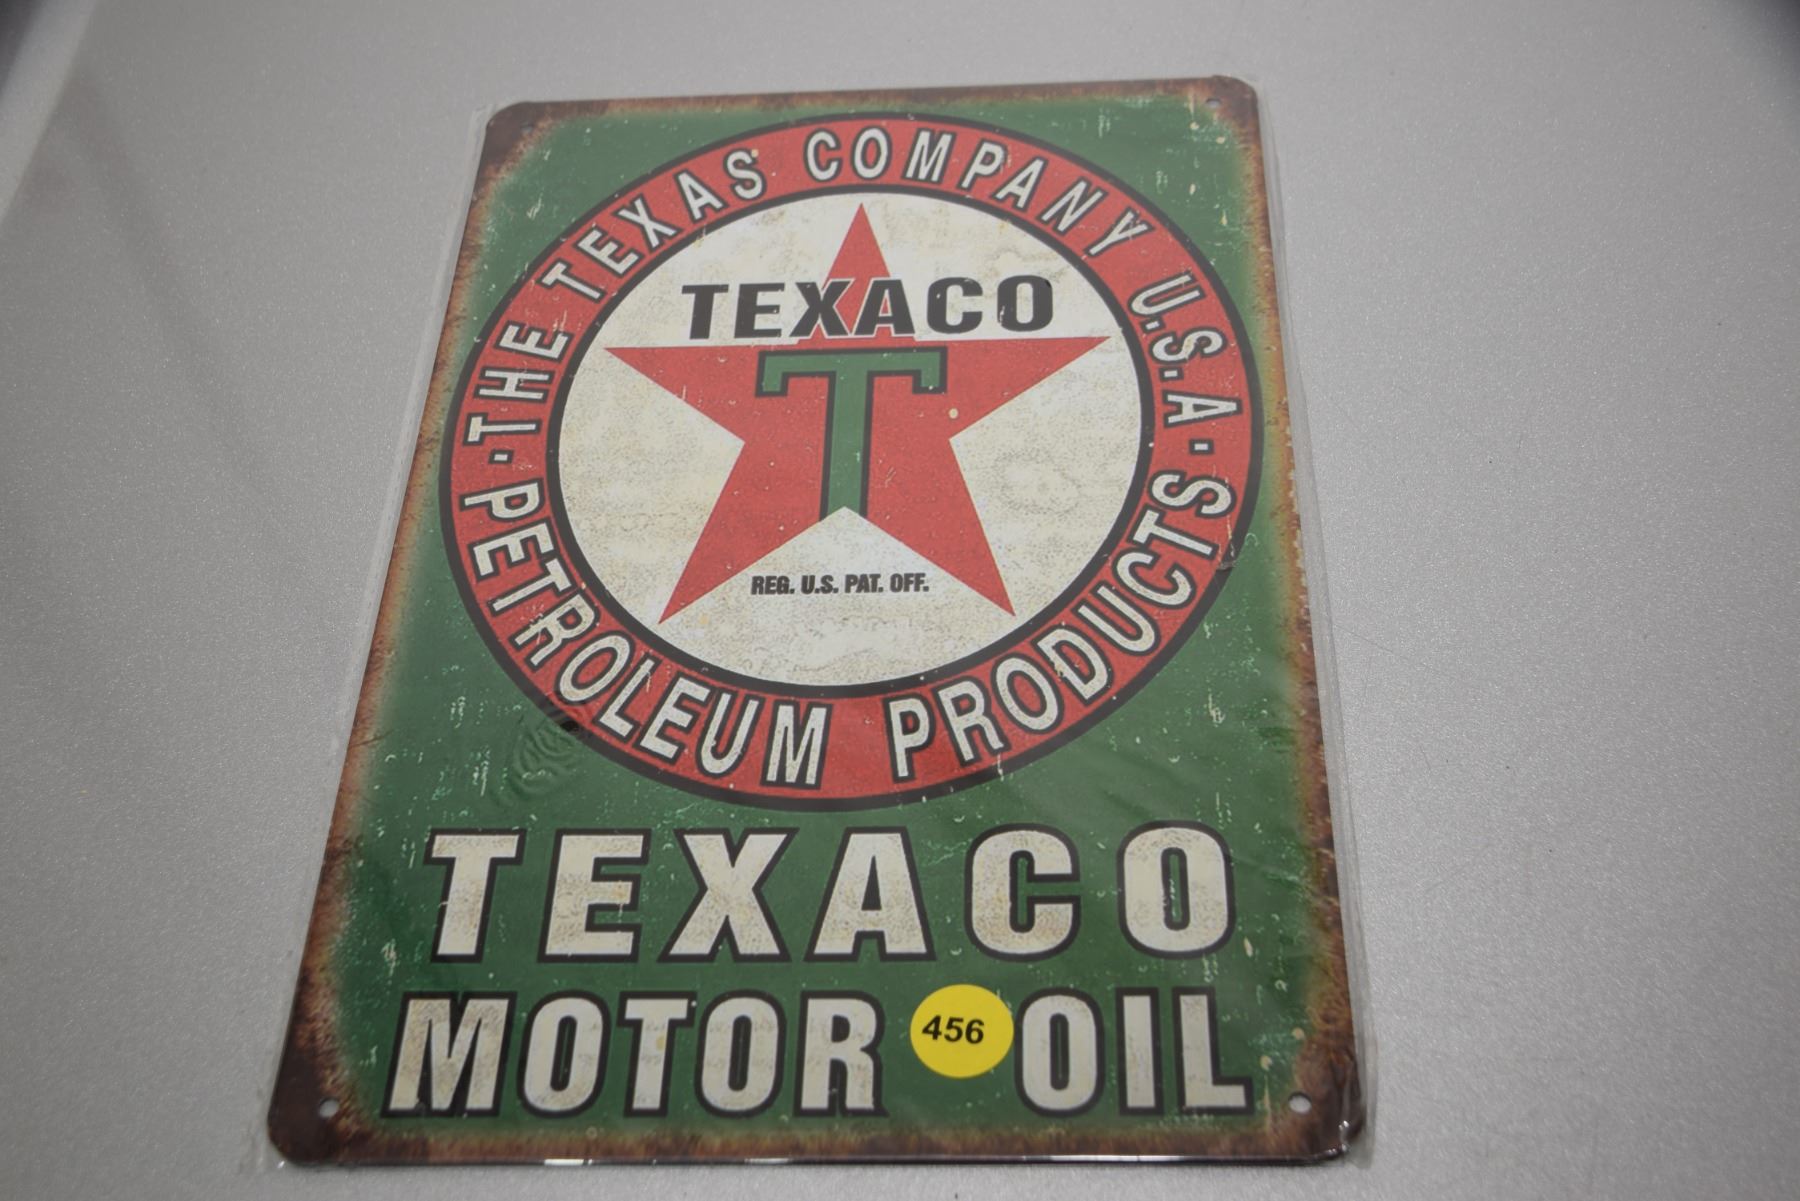 THE TEXAS COMPANY U.S.A.
TEXACO
T
REG. U.S. PAT. OFF.
PETROLEUM PRODUCTS
TEXACO
MOTOR OIL
456